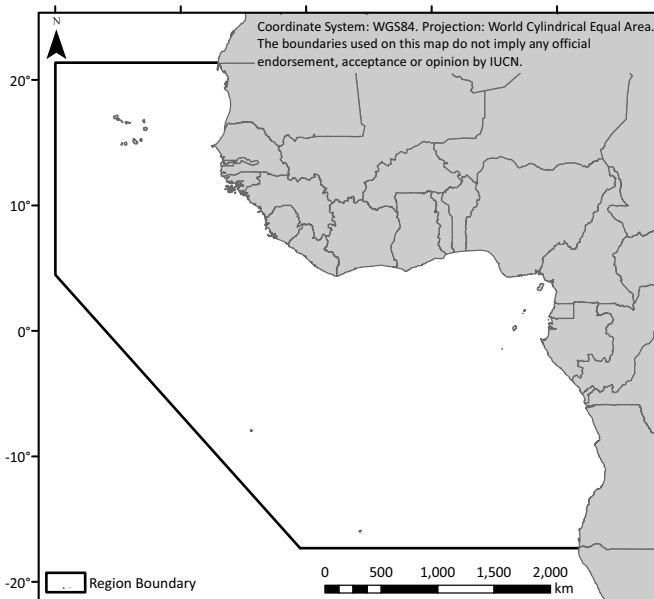 N
Coordinate System: WGS84. Projection: World Cylindrical Equal Area.
The boundaries used on this map do not imply any official
endorsement, acceptance or opinion by IUCN.
20°
10°
0°
-10°
-20°
Region Boundary
0 500 1,000 1,500 2,000
km